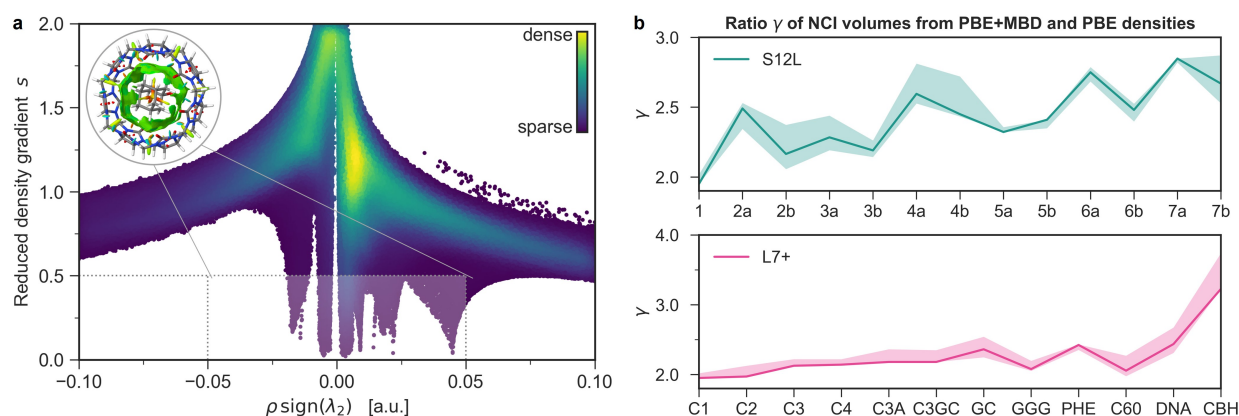 a
2.0
1.5
1.0
0.5
0.0
Reduced density gradient s
dense
sparse
−0.10
−0.05
0.00
0.05
0.10
ρ sign(λ₂) [a.u.]
b
Ratio γ of NCI volumes from PBE+MBD and PBE densities
3.0
2.5
2.0
γ
S12L
1
2a
2b
3a
3b
4a
4b
5a
5b
6a
6b
7a
7b
4.0
3.0
2.0
γ
L7+
C1
C2
C3
C4
C3A
C3GC
GC
GGG
PHE
C60
DNA
CBH